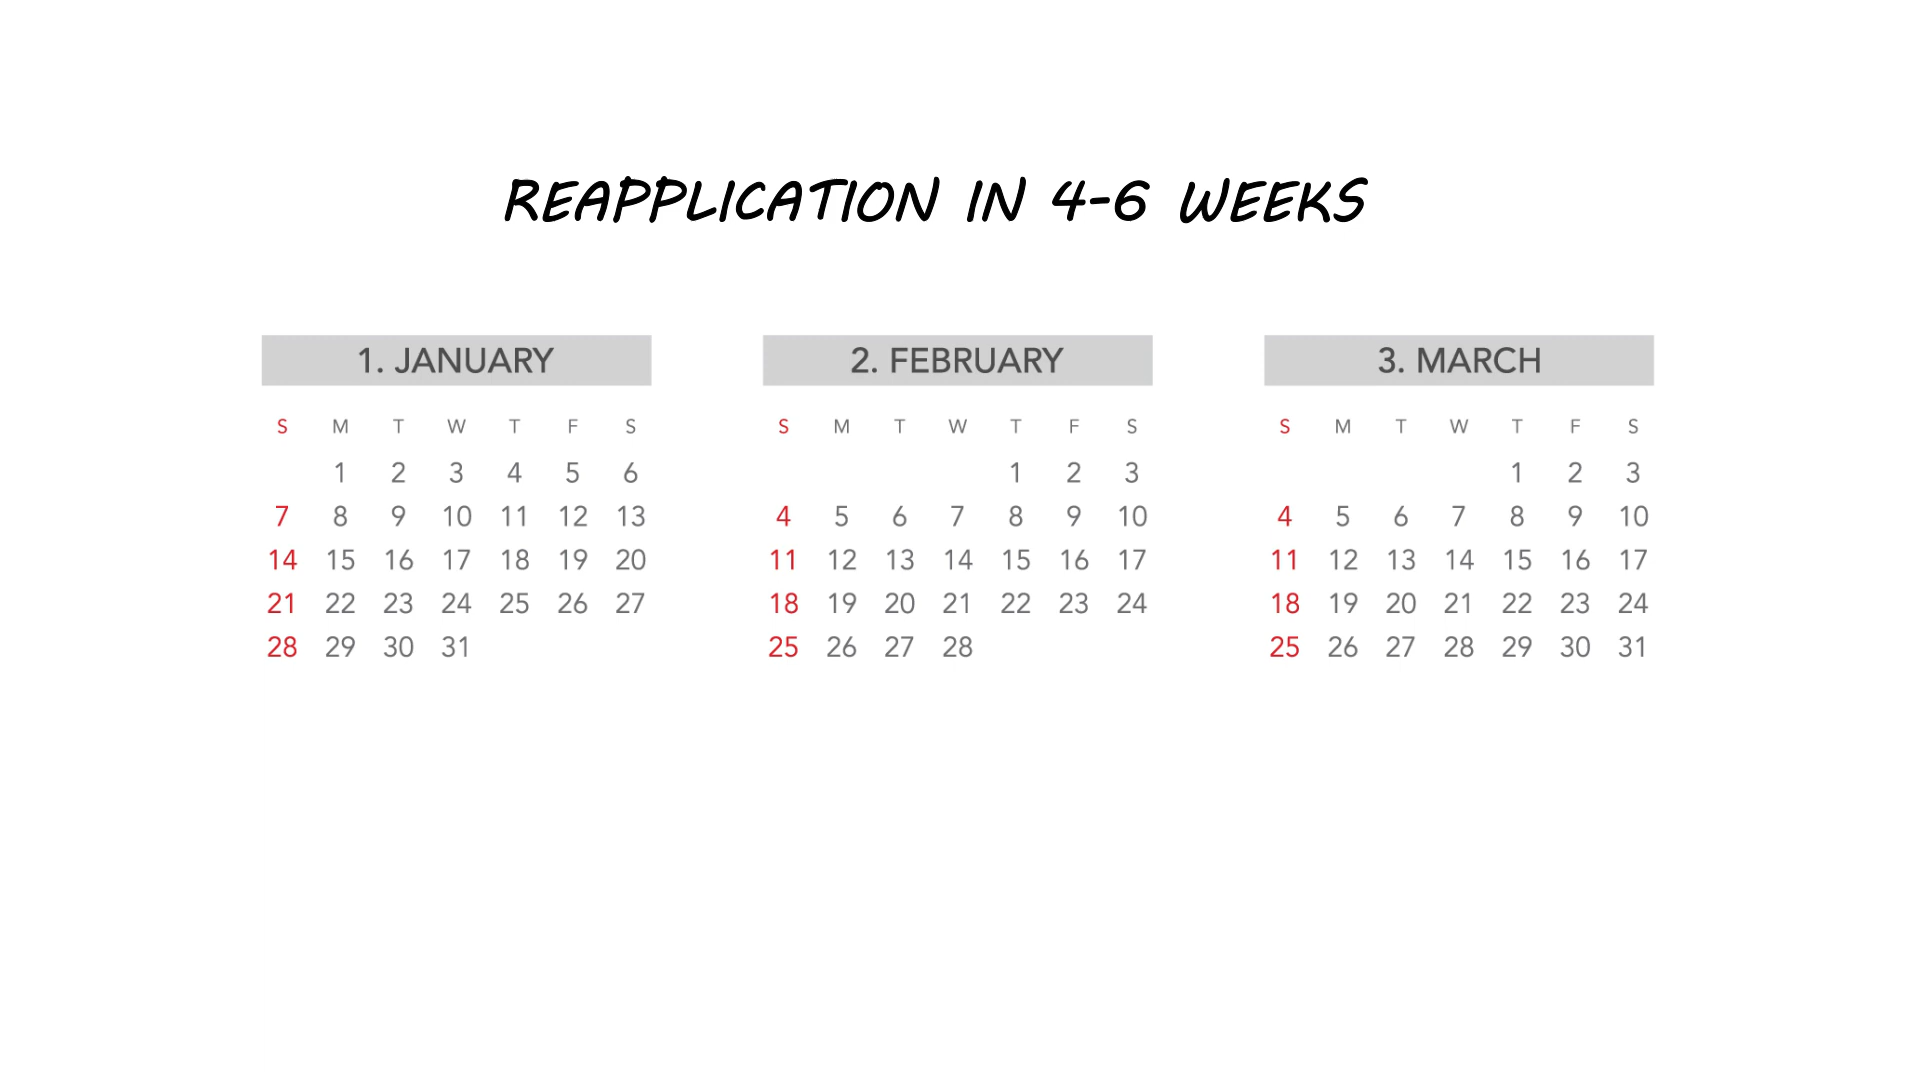 REAPPLICATION IN 4-6 WEEKS
1. JANUARY
S M T W T F S
1 2 3 4 5 6
7 8 9 10 11 12 13
14 15 16 17 18 19 20
21 22 23 24 25 26 27
28 29 30 31
2. FEBRUARY
S M T W T F S
1 2 3
4 5 6 7 8 9 10
11 12 13 14 15 16 17
18 19 20 21 22 23 24
25 26 27 28
3. MARCH
S M T W T F S
1 2 3
4 5 6 7 8 9 10
11 12 13 14 15 16 17
18 19 20 21 22 23 24
25 26 27 28 29 30 31